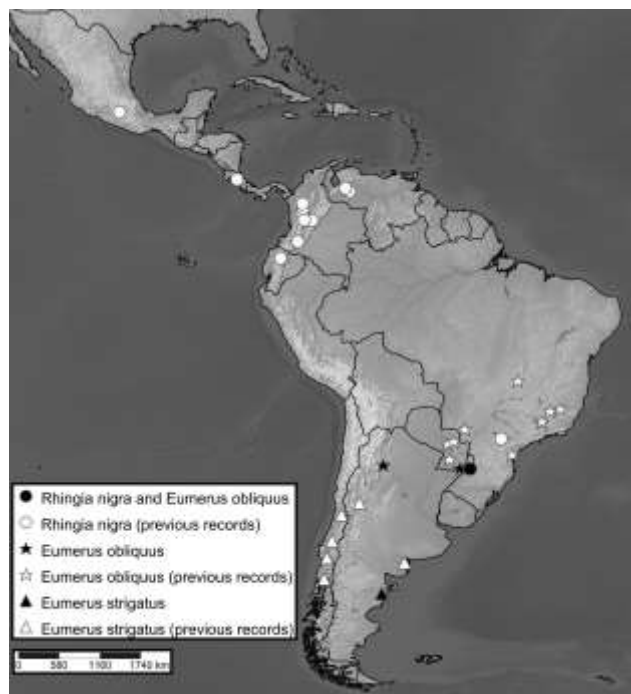 Rhingia nigra and Eumerus obliquus
Rhingia nigra (previous records)
Eumerus obliquus
Eumerus obliquus (previous records)
Eumerus strigatus
Eumerus strigatus (previous records)
0 580 1160 1740 km